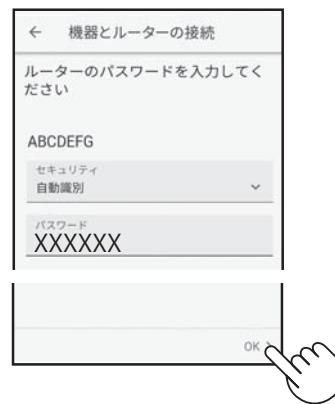 ← 機器とルーターの接続
ルーターのパスワードを入力してく
ださい
ABCDEFG
セキュリティ
自動識別
パスワード
XXXXXX
OK